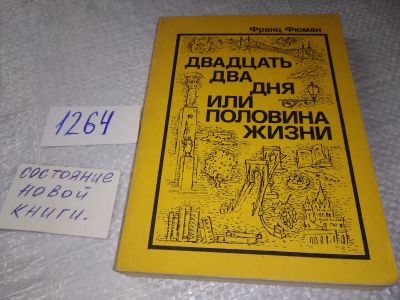 Франц Фюман
ДВАДЦАТЬ
ДВА
ДНЯ
ИЛИ
ПОЛОВИНА
ЖИЗНИ
1264
состояние
новой
книги.